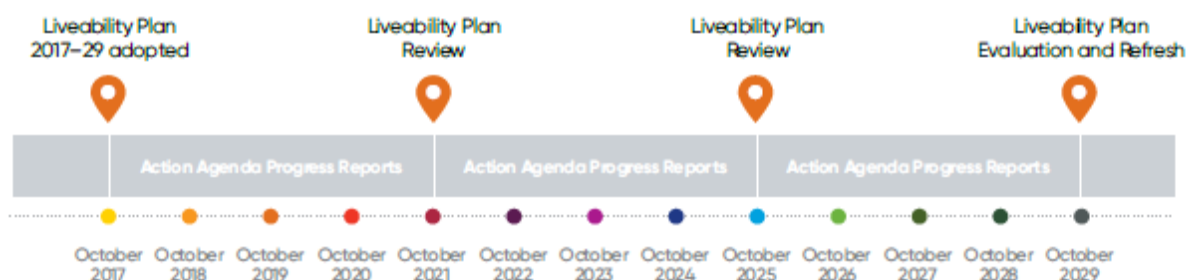 Liveability Plan
2017–29 adopted
Liveability Plan
Review
Liveability Plan
Review
Liveability Plan
Evaluation and Refresh
Action Agenda Progress Reports
Action Agenda Progress Reports
Action Agenda Progress Reports
October
2017
October
2018
October
2019
October
2020
October
2021
October
2022
October
2023
October
2024
October
2025
October
2026
October
2027
October
2028
October
2029